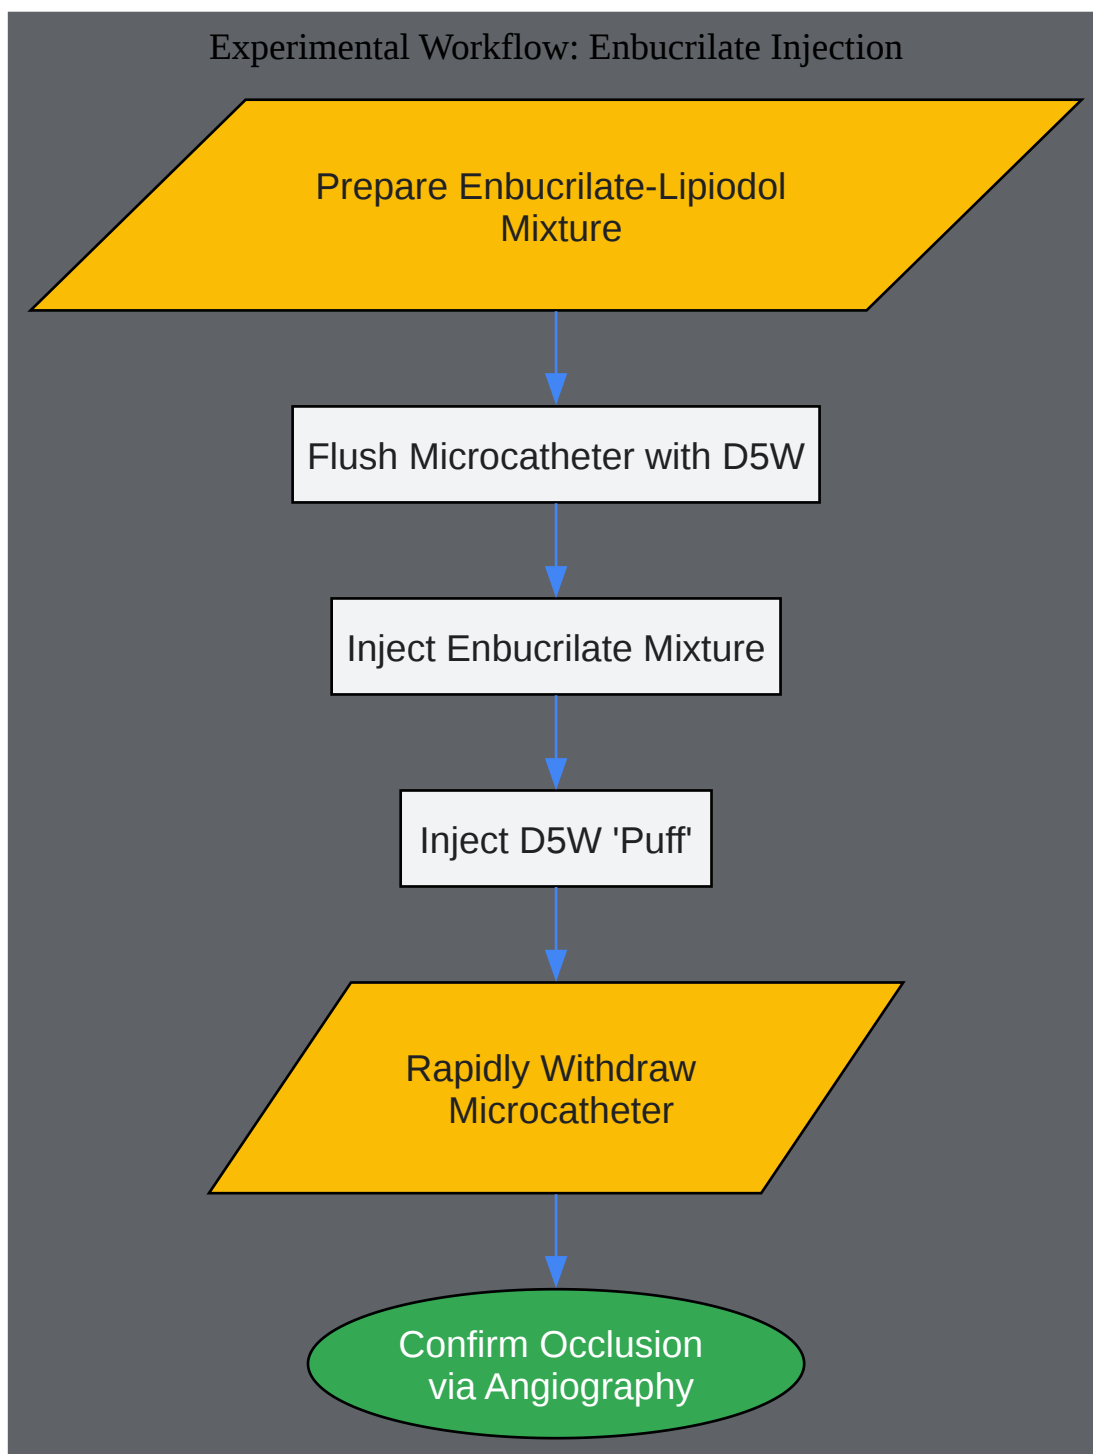 Experimental Workflow: Enbucrilate Injection
Prepare Enbucrilate-Lipiodol
Mixture
Flush Microcatheter with D5W
Inject Enbucrilate Mixture
Inject D5W 'Puff'
Rapidly Withdraw
Microcatheter
Confirm Occlusion
via Angiography